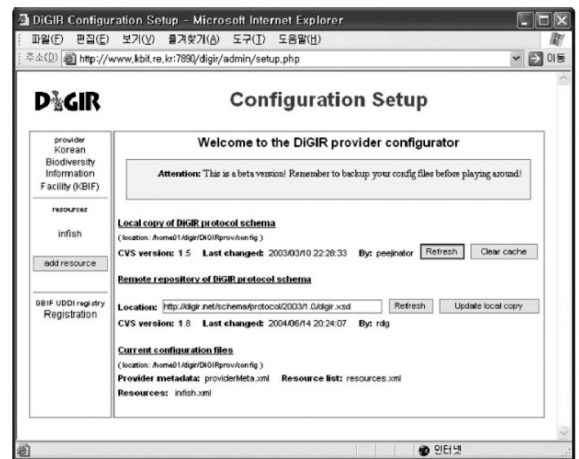 DiGIR Configuration Setup - Microsoft Internet Explorer
파일(F) 편집(E) 보기(V) 즐겨찾기(A) 도구(T) 도움말(H)
주소(D) http://www.kbif.re.kr:7890/digir/admin/setup.php 이동
DiGIR
Configuration Setup
provider
Korean
Biodiversity
Information
Facility (KBIF)
resources
infish
add resource
GBIF UDDI registry
Registration
Welcome to the DiGIR provider configurator
Attention: This is a beta version! Remember to backup your config files before playing around!
Local copy of DiGIR protocol schema
(location: /home01/digir/DiGIRprov/config )
CVS version: 1.5 Last changed: 2003/03/10 22:28:33 By: peejinator Refresh Clear cache
Remote repository of DiGIR protocol schema
Location: http://digir.net/schema/protocol/2003/1.0/digir.xsd Refresh Update local copy
CVS version: 1.8 Last changed: 2004/06/14 20:24:07 By: rdg
Current configuration files
(location: /home01/digir/DiGIRprov/config )
Provider metadata: providerMeta.xml Resource list: resources.xml
Resources: infish.xml
인터넷